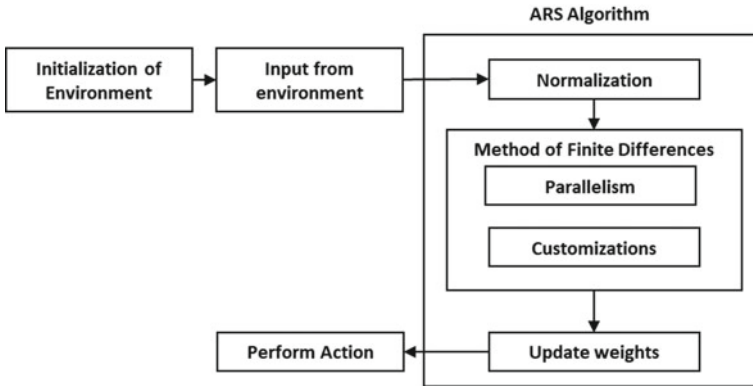 ARS Algorithm
Initialization of
Environment
Input from
environment
Normalization
Method of Finite Differences
Parallelism
Customizations
Perform Action
Update weights